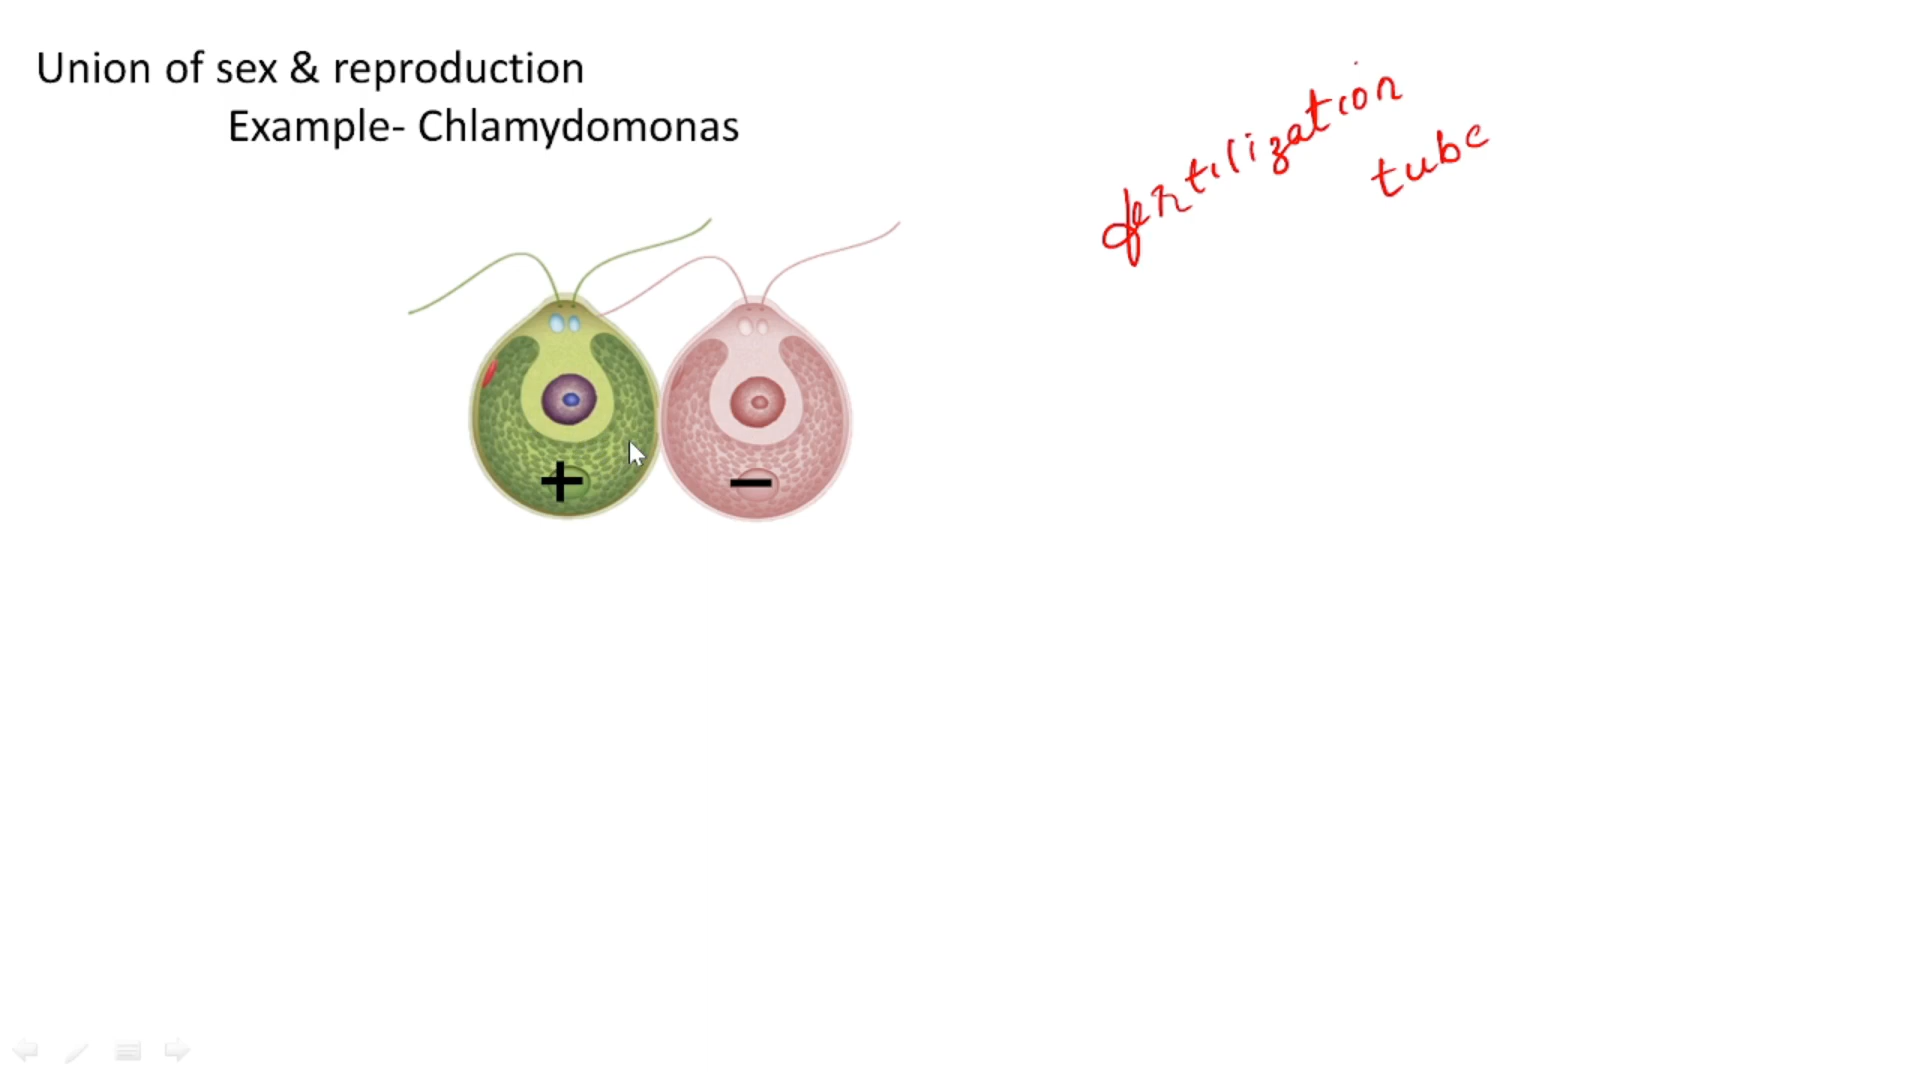 Union of sex & reproduction
Example- Chlamydomonas
fertilization
tube
+
−